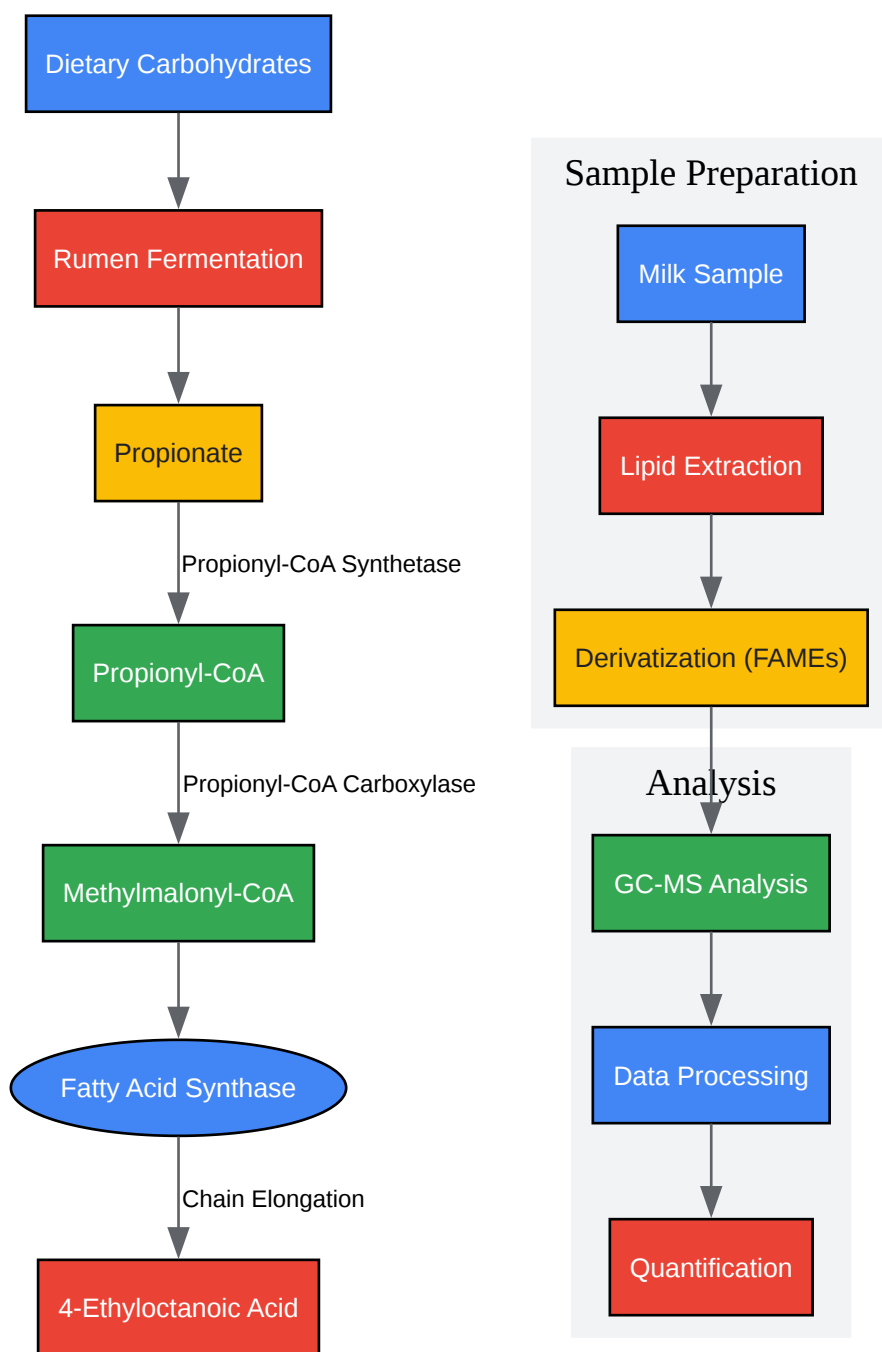 Dietary Carbohydrates
Rumen Fermentation
Propionate
Propionyl-CoA Synthetase
Propionyl-CoA
Propionyl-CoA Carboxylase
Methylmalonyl-CoA
Fatty Acid Synthase
Chain Elongation
4-Ethyloctanoic Acid
Sample Preparation
Milk Sample
Lipid Extraction
Derivatization (FAMEs)
Analysis
GC-MS Analysis
Data Processing
Quantification